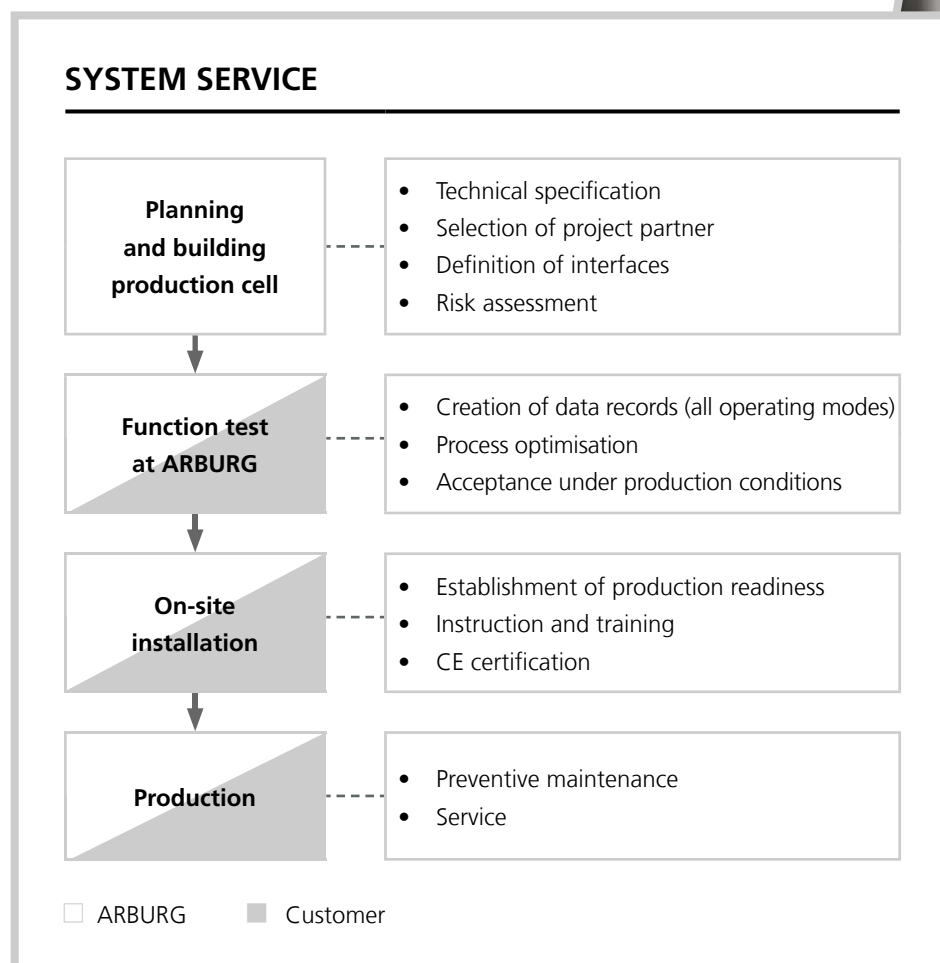 SYSTEM SERVICE
Planning
and building
production cell
• Technical specification
• Selection of project partner
• Definition of interfaces
• Risk assessment
Function test
at ARBURG
• Creation of data records (all operating modes)
• Process optimisation
• Acceptance under production conditions
On-site
installation
• Establishment of production readiness
• Instruction and training
• CE certification
Production
• Preventive maintenance
• Service
ARBURG
Customer